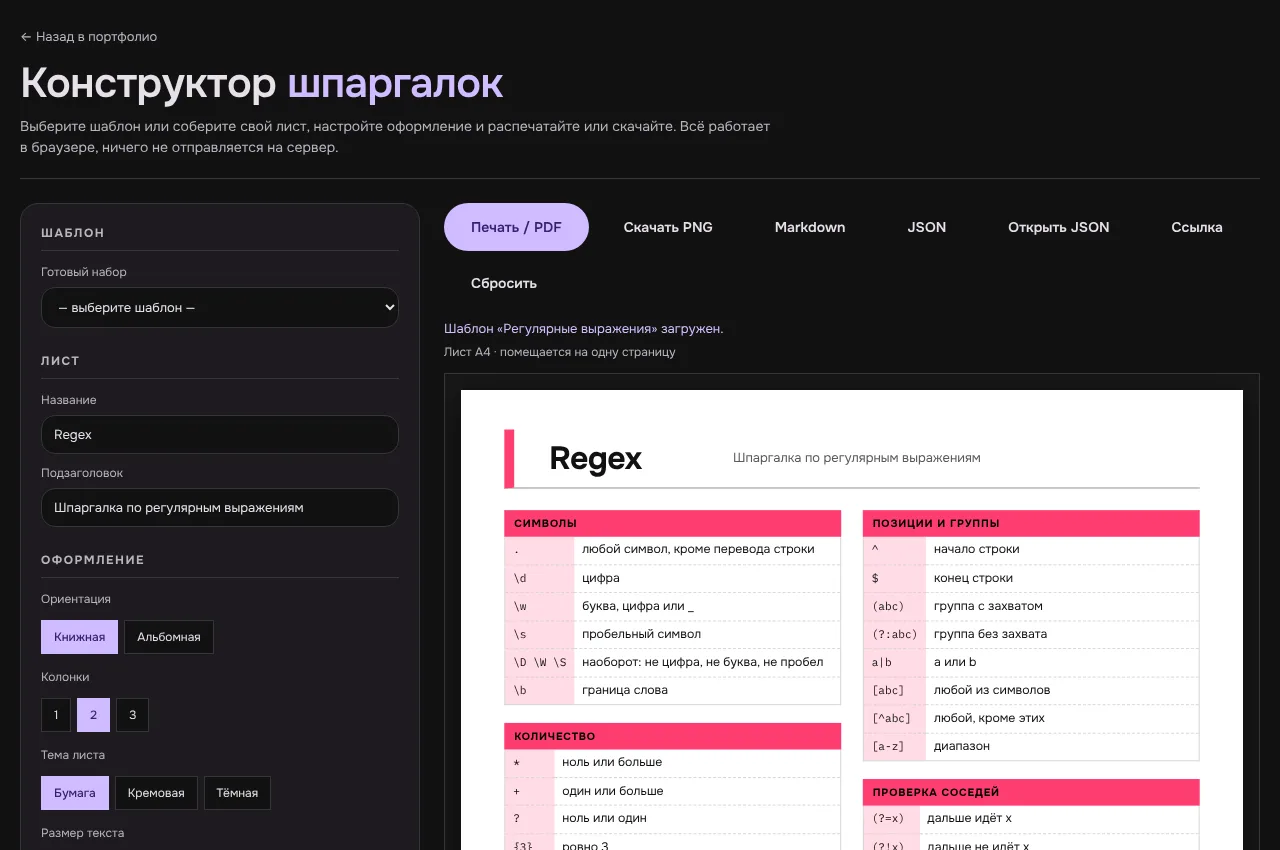 ← Назад в портфолио
Конструктор шпаргалок
Выберите шаблон или соберите свой лист, настройте оформление и распечатайте или скачайте. Всё работает
в браузере, ничего не отправляется на сервер.
ШАБЛОН
Готовый набор
— выберите шаблон —
ЛИСТ
Название
Regex
Подзаголовок
Шпаргалка по регулярным выражениям
ОФОРМЛЕНИЕ
Ориентация
Книжная Альбомная
Колонки
1 2 3
Тема листа
Бумага Кремовая Тёмная
Размер текста
Печать / PDF Скачать PNG Markdown JSON Открыть JSON Ссылка
Сбросить
Шаблон «Регулярные выражения» загружен.
Лист A4 · помещается на одну страницу
Regex Шпаргалка по регулярным выражениям
СИМВОЛЫ
. любой символ, кроме перевода строки
\d цифра
\w буква, цифра или _
\s пробельный символ
\D \W \S наоборот: не цифра, не буква, не пробел
\b граница слова
КОЛИЧЕСТВО
* ноль или больше
+ один или больше
? ноль или один
{3} ровно 3
ПОЗИЦИИ И ГРУППЫ
^ начало строки
$ конец строки
(abc) группа с захватом
(?:abc) группа без захвата
a|b a или b
[abc] любой из символов
[^abc] любой, кроме этих
[a-z] диапазон
ПРОВЕРКА СОСЕДЕЙ
(?=x) дальше идёт x
(?!x) дальше не идёт x